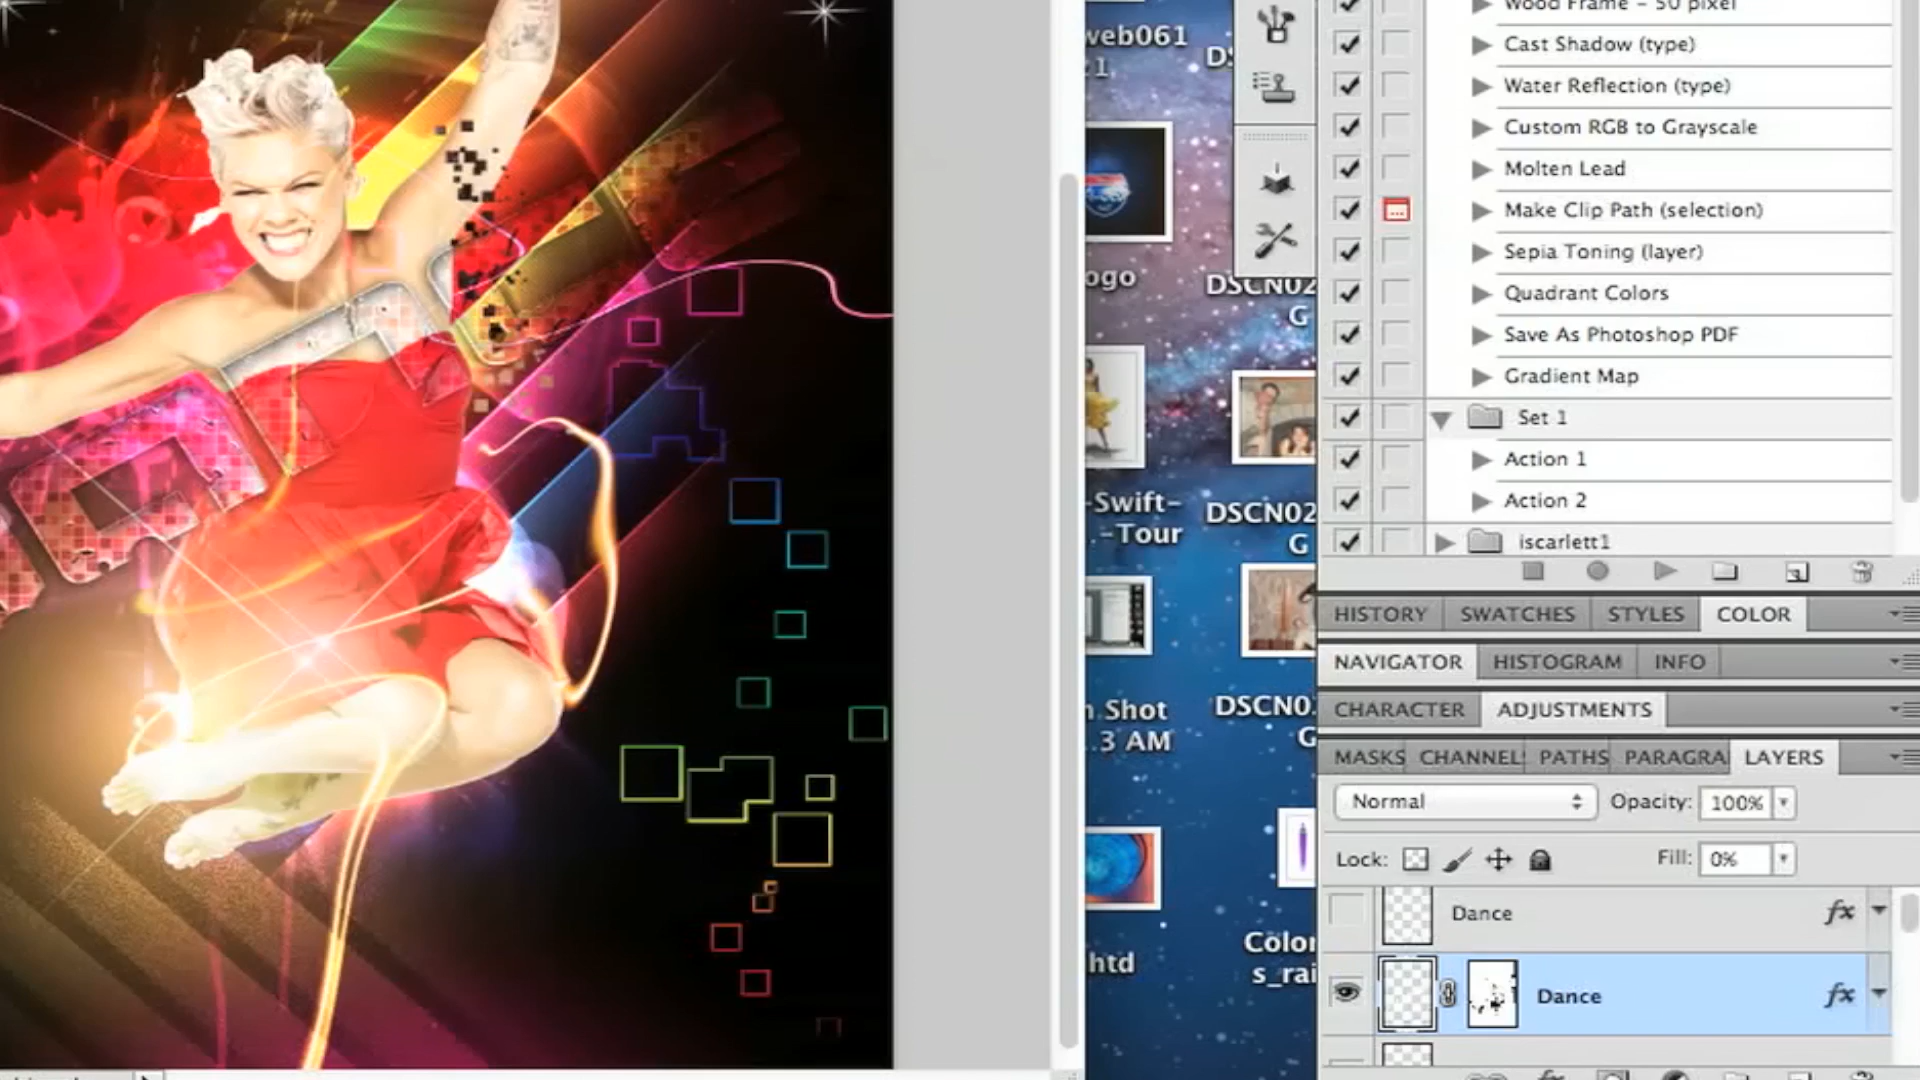 web061
1
ogo
DSCN02
G
-Swift-
.-Tour
DSCN02
G
Shot
3 AM
DSCN0
G
htd
Color
s_rai
Wood Frame - 50 pixel
Cast Shadow (type)
Water Reflection (type)
Custom RGB to Grayscale
Molten Lead
Make Clip Path (selection)
Sepia Toning (layer)
Quadrant Colors
Save As Photoshop PDF
Gradient Map
Set 1
Action 1
Action 2
iscarlett1
HISTORY SWATCHES STYLES COLOR
NAVIGATOR HISTOGRAM INFO
CHARACTER ADJUSTMENTS
MASKS CHANNEL PATHS PARAGRA LAYERS
Normal Opacity: 100%
Lock: Fill: 0%
Dance fx
Dance fx